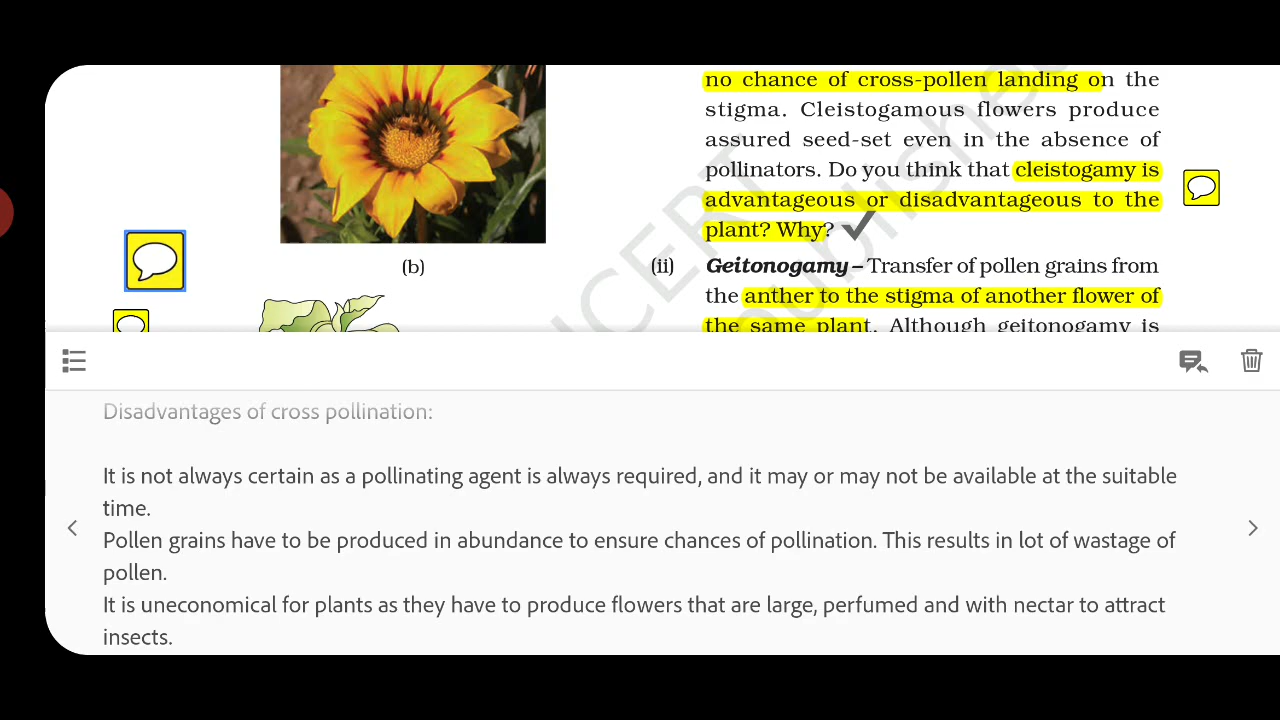 no chance of cross-pollen landing on the
stigma. Cleistogamous flowers produce
assured seed-set even in the absence of
pollinators. Do you think that cleistogamy is
advantageous or disadvantageous to the
plant? Why?
(b)
(ii) Geitonogamy – Transfer of pollen grains from
the anther to the stigma of another flower of
the same plant. Although geitonogamy is
Disadvantages of cross pollination:
It is not always certain as a pollinating agent is always required, and it may or may not be available at the suitable
time.
Pollen grains have to be produced in abundance to ensure chances of pollination. This results in lot of wastage of
pollen.
It is uneconomical for plants as they have to produce flowers that are large, perfumed and with nectar to attract
insects.